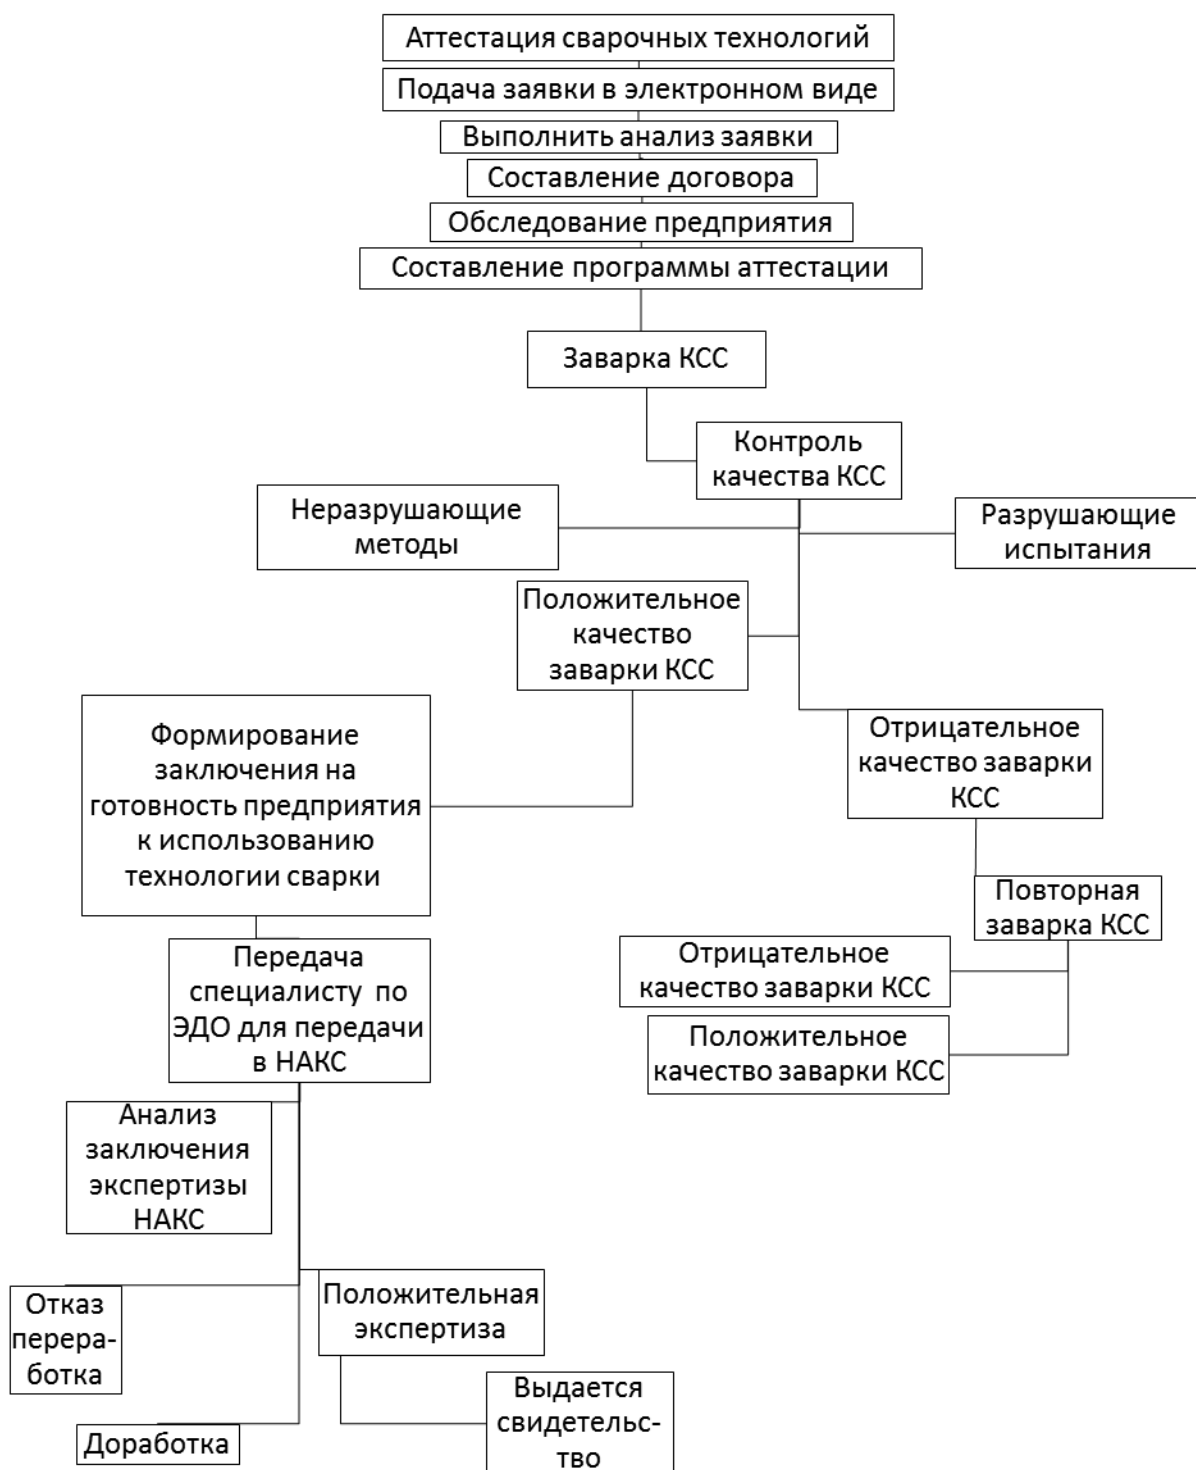 Аттестация сварочных технологий
Подача заявки в электронном виде
Выполнить анализ заявки
Составление договора
Обследование предприятия
Составление программы аттестации
Заварка КСС
Контроль
качества КСС
Неразрушающие
методы
Разрушающие
испытания
Положительное
качество
заварки КСС
Формирование
заключения на
готовность предприятия
к использованию
технологии сварки
Отрицательное
качество заварки
КСС
Повторная
заварка КСС
Отрицательное
качество заварки КСС
Положительное
качество заварки КСС
Передача
специалисту по
ЭДО для передачи
в НАКС
Анализ
заключения
экспертизы
НАКС
Отказ
перера-
ботка
Положительная
экспертиза
Доработка
Выдается
свидетельс-
тво